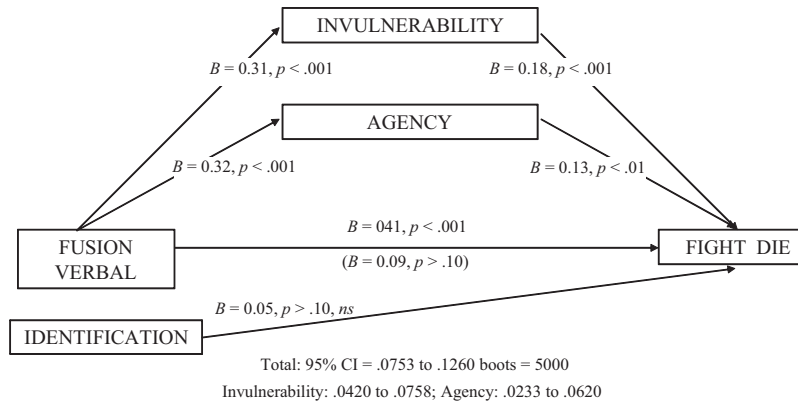 INVULNERABILITY
B = 0.31, p < .001
B = 0.18, p < .001
AGENCY
B = 0.32, p < .001
B = 0.13, p < .01
B = 041, p < .001
FUSION
VERBAL
FIGHT DIE
(B = 0.09, p > .10)
B = 0.05, p > .10, ns
IDENTIFICATION
Total: 95% CI = .0753 to .1260 boots = 5000
Invulnerability: .0420 to .0758; Agency: .0233 to .0620